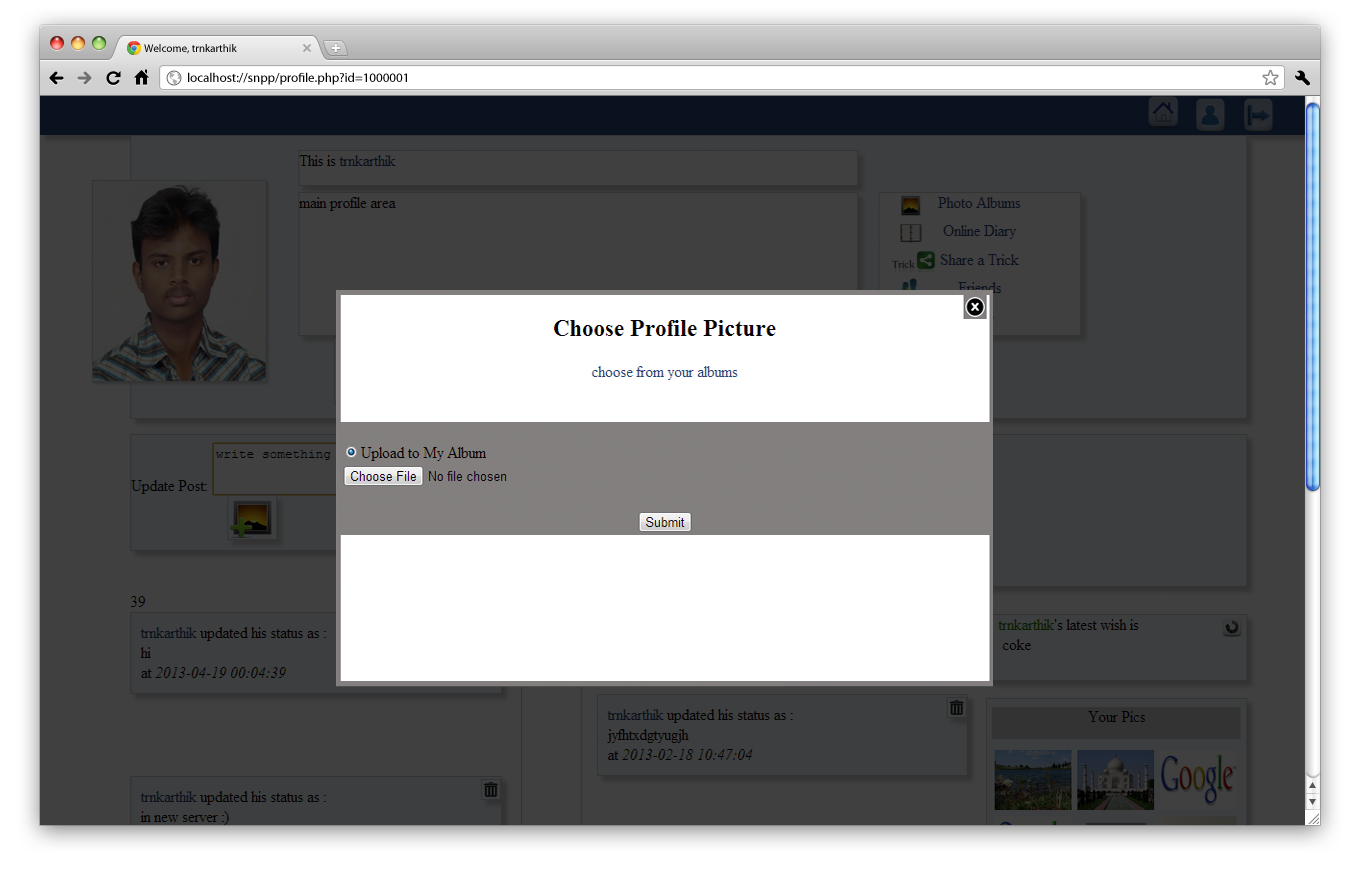 Welcome, trnkarthik
localhost://snpp/profile.php?id=1000001
This is trnkarthik
main profile area
Photo Albums
Online Diary
Trick Share a Trick
Friends
Choose Profile Picture
choose from your albums
Upload to My Album
Choose File No file chosen
Submit
Update Post:
write something
39
trnkarthik updated his status as :
hi
at 2013-04-19 00:04:39
trnkarthik updated his status as :
in new server :)
trnkarthik updated his status as :
jyfhtxdgtyugjh
at 2013-02-18 10:47:04
trnkarthik's latest wish is
coke
Your Pics
Google